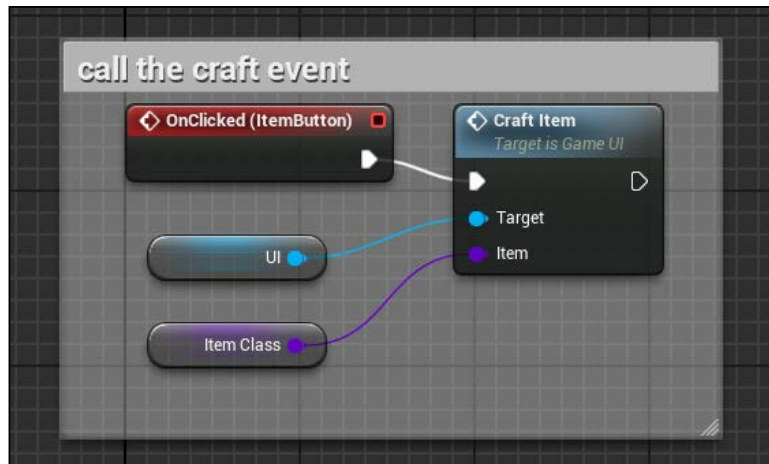 call the craft event
OnClicked (ItemButton)
Craft Item
Target is Game UI
Target
UI
Item
Item Class